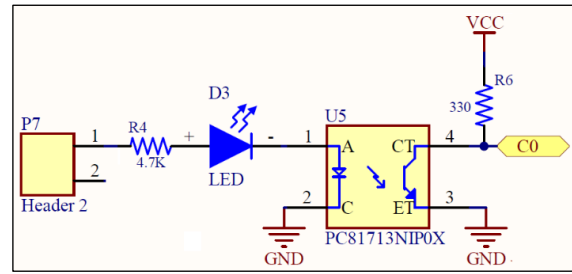 VCC
D3
R6
P7
R4
U5
330
1
+
-
1
A
CT
4
C0
2
4.7K
LED
2
C
ET
3
Header 2
PC81713NIP0X
GND
GND